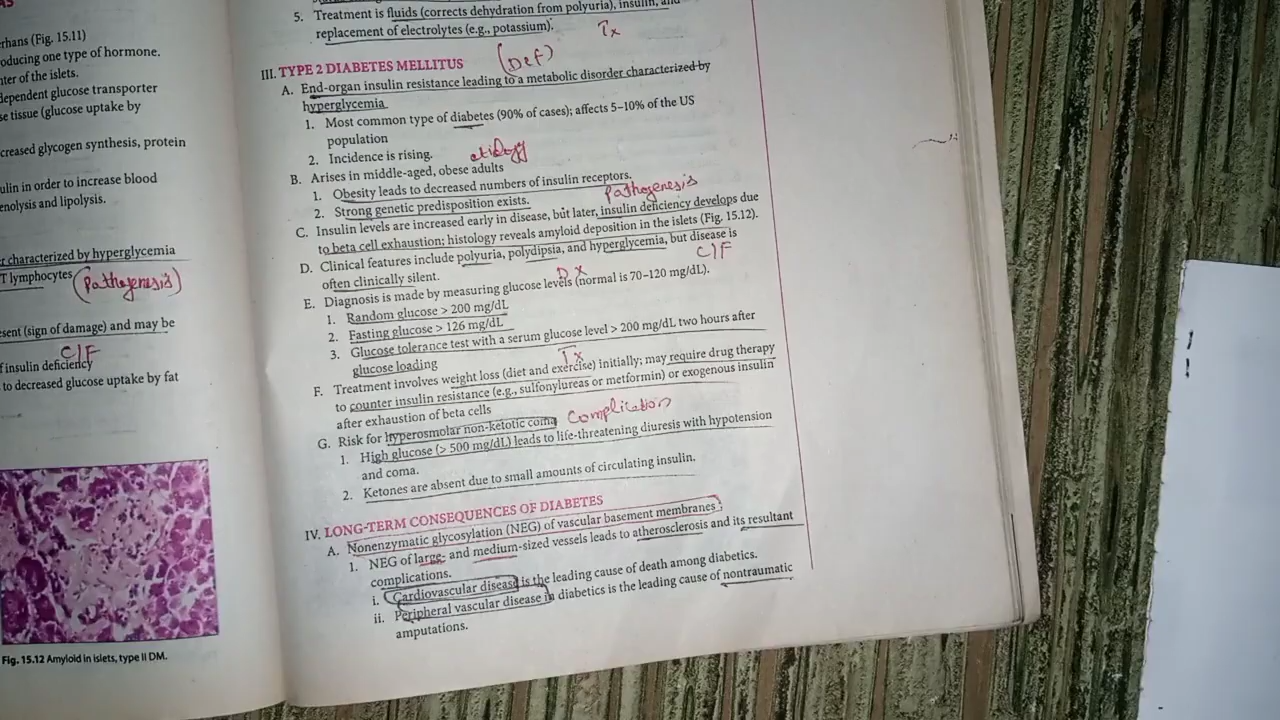 erhans (Fig. 15.11)
oducing one type of hormone.
nter of the islets.
dependent glucose transporter
se tissue (glucose uptake by
creased glycogen synthesis, protein
ulin in order to increase blood
enolysis and lipolysis.
r characterized by hyperglycemia
T lymphocytes (Pathogenesis)
esent (sign of damage) and may be
C/F
f insulin deficiency
to decreased glucose uptake by fat
Fig. 15.12 Amyloid in islets, type II DM.
5. Treatment is fluids (corrects dehydration from polyuria), insulin, and
replacement of electrolytes (e.g., potassium). Tx
III. TYPE 2 DIABETES MELLITUS (Def)
A. End-organ insulin resistance leading to a metabolic disorder characterized by
hyperglycemia
1. Most common type of diabetes (90% of cases); affects 5–10% of the US
population
2. Incidence is rising. etiology
B. Arises in middle-aged, obese adults
1. Obesity leads to decreased numbers of insulin receptors.
2. Strong genetic predisposition exists. Pathogenesis
C. Insulin levels are increased early in disease, but later, insulin deficiency develops due
to beta cell exhaustion; histology reveals amyloid deposition in the islets (Fig. 15.12).
D. Clinical features include polyuria, polydipsia, and hyperglycemia, but disease is
often clinically silent. C/F
DX
E. Diagnosis is made by measuring glucose levels (normal is 70–120 mg/dL).
1. Random glucose > 200 mg/dL
2. Fasting glucose > 126 mg/dL
3. Glucose tolerance test with a serum glucose level > 200 mg/dL two hours after
glucose loading Tx
F. Treatment involves weight loss (diet and exercise) initially; may require drug therapy
to counter insulin resistance (e.g., sulfonylureas or metformin) or exogenous insulin
after exhaustion of beta cells
G. Risk for hyperosmolar non-ketotic coma Complication
1. High glucose (> 500 mg/dL) leads to life-threatening diuresis with hypotension
and coma.
2. Ketones are absent due to small amounts of circulating insulin.
IV. LONG-TERM CONSEQUENCES OF DIABETES
A. Nonenzymatic glycosylation (NEG) of vascular basement membranes
1. NEG of large- and medium-sized vessels leads to atherosclerosis and its resultant
complications.
i. Cardiovascular disease is the leading cause of death among diabetics.
ii. Peripheral vascular disease in diabetics is the leading cause of nontraumatic
amputations.